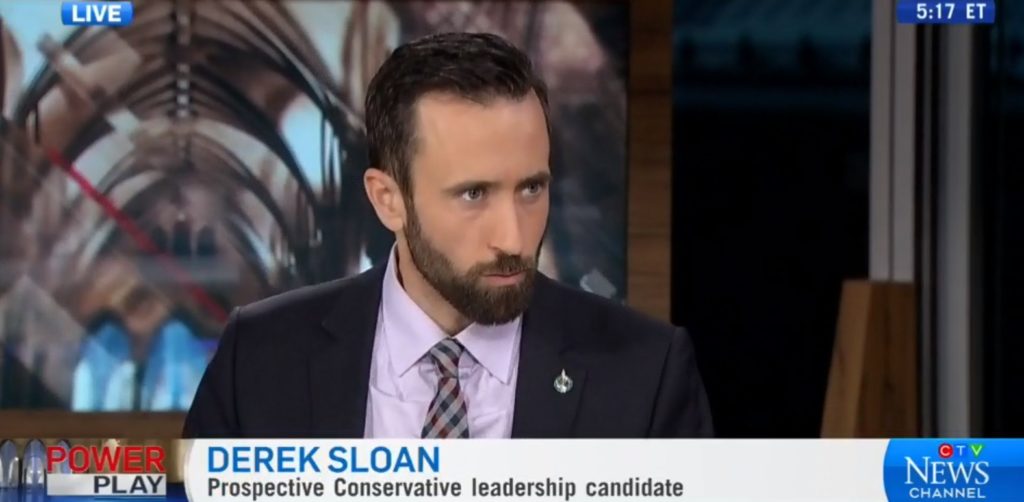 LIVE
5:17 ET
POWER
PLAY
DEREK SLOAN
Prospective Conservative leadership candidate
CTV
NEWS
CHANNEL